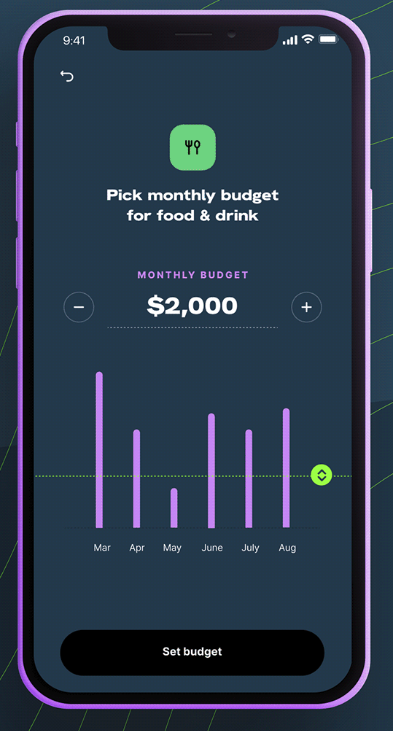 9:41
Pick monthly budget
for food & drink
MONTHLY BUDGET
$2,000
Mar Apr May June July Aug
Set budget